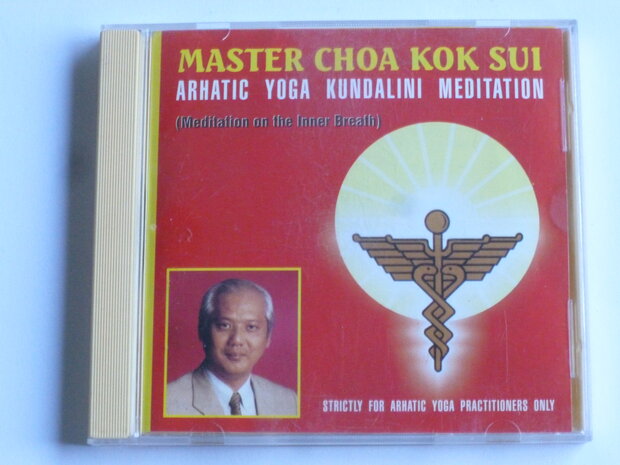 MASTER CHOA KOK SUI
ARHATIC YOGA KUNDALINI MEDITATION
(Meditation on the Inner Breath)
STRICTLY FOR ARHATIC YOGA PRACTITIONERS ONLY